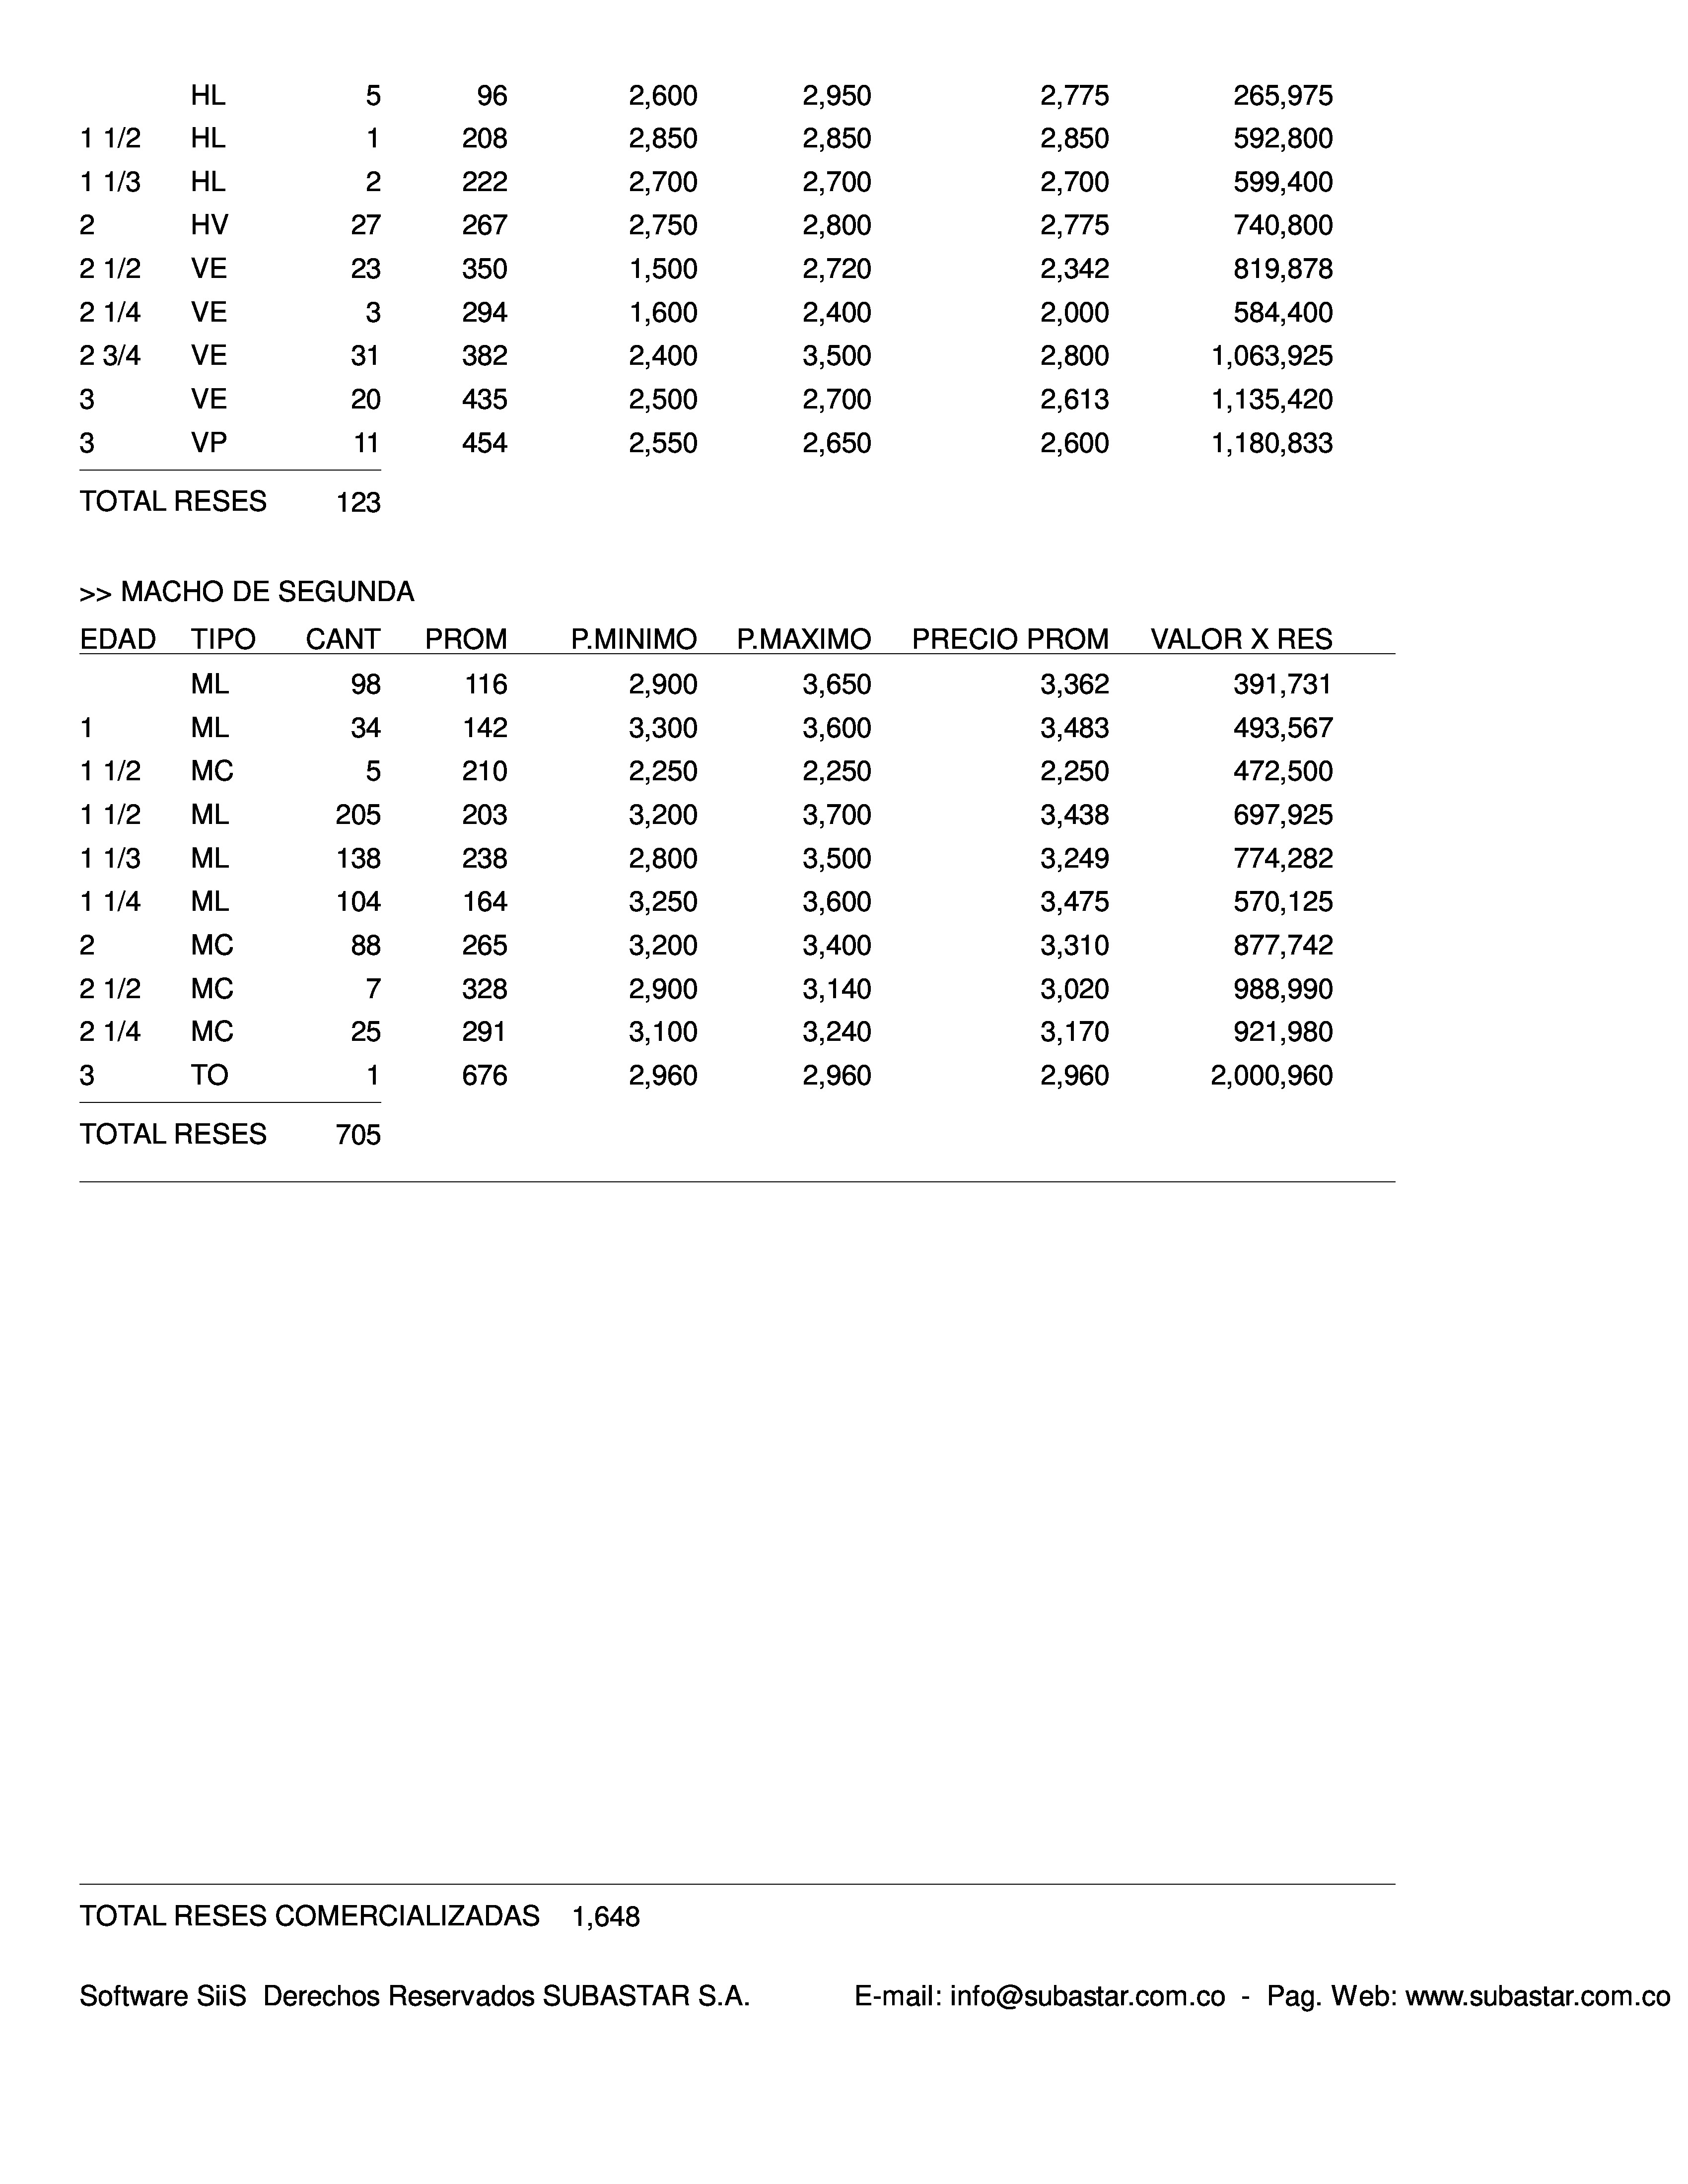 HL 5 96 2,600 2,950 2,775 265,975
1 1/2 HL 1 208 2,850 2,850 2,850 592,800
1 1/3 HL 2 222 2,700 2,700 2,700 599,400
2 HV 27 267 2,750 2,800 2,775 740,800
2 1/2 VE 23 350 1,500 2,720 2,342 819,878
2 1/4 VE 3 294 1,600 2,400 2,000 584,400
2 3/4 VE 31 382 2,400 3,500 2,800 1,063,925
3 VE 20 435 2,500 2,700 2,613 1,135,420
3 VP 11 454 2,550 2,650 2,600 1,180,833
TOTAL RESES 123
>> MACHO DE SEGUNDA
EDAD TIPO CANT PROM P.MINIMO P.MAXIMO PRECIO PROM VALOR X RES
ML 98 116 2,900 3,650 3,362 391,731
1 ML 34 142 3,300 3,600 3,483 493,567
1 1/2 MC 5 210 2,250 2,250 2,250 472,500
1 1/2 ML 205 203 3,200 3,700 3,438 697,925
1 1/3 ML 138 238 2,800 3,500 3,249 774,282
1 1/4 ML 104 164 3,250 3,600 3,475 570,125
2 MC 88 265 3,200 3,400 3,310 877,742
2 1/2 MC 7 328 2,900 3,140 3,020 988,990
2 1/4 MC 25 291 3,100 3,240 3,170 921,980
3 TO 1 676 2,960 2,960 2,960 2,000,960
TOTAL RESES 705
TOTAL RESES COMERCIALIZADAS 1,648
Software SiiS Derechos Reservados SUBASTAR S.A. E-mail: info@subastar.com.co - Pag. Web: www.subastar.com.co